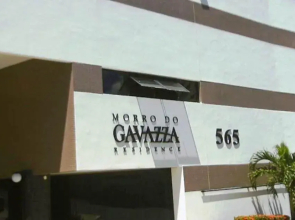 MORRO DO
GAVAZZA
RESIDENCE
565